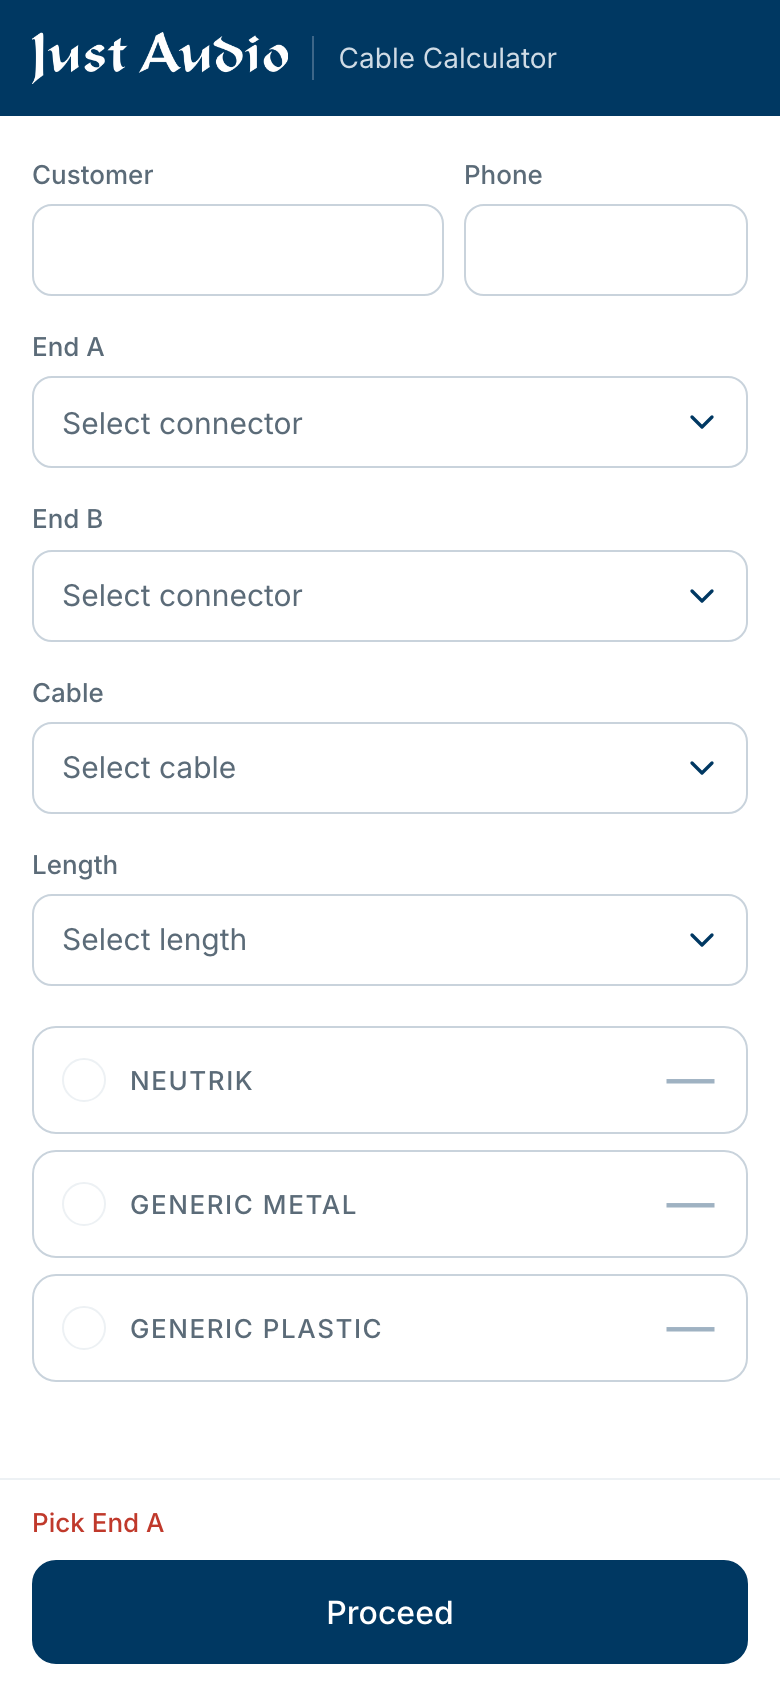 Just Audio
Cable Calculator
Customer
Phone
End A
Select connector
End B
Select connector
Cable
Select cable
Length
Select length
NEUTRIK
GENERIC METAL
GENERIC PLASTIC
Pick End A
Proceed